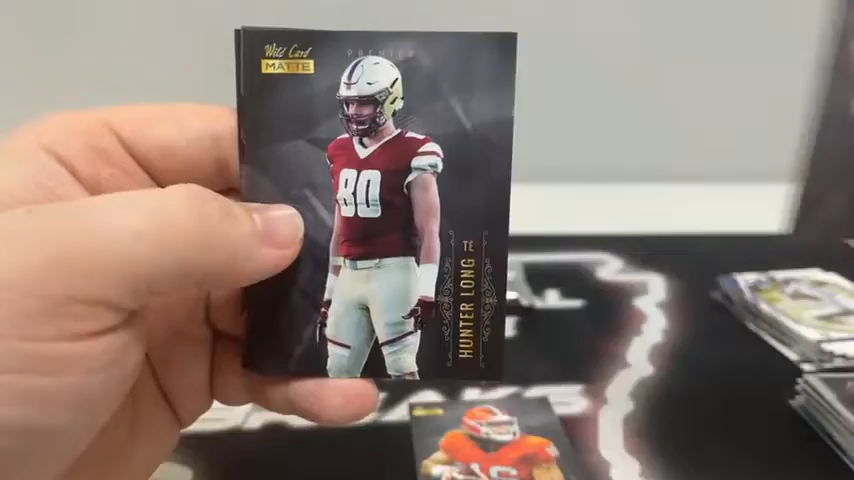 Wild Card
MATTE
PREMIER
80
TE
HUNTER LONG